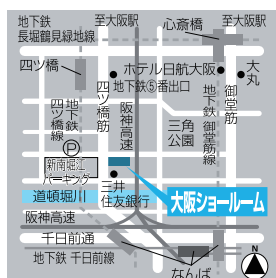 地下鉄
長堀鶴見緑地線
至大阪駅
心斎橋
至大阪駅
四ツ橋
ホテル日航大阪
大丸
地下鉄⑤番出口
四ツ橋筋
阪神高速
地下鉄
四ツ橋線
三角
公園
地下鉄 御堂筋線
御堂筋
P
新南堀江
パーキング
道頓堀川
三井
住友銀行
大阪ショールーム
阪神高速
千日前通
地下鉄 千日前線
なんば
N